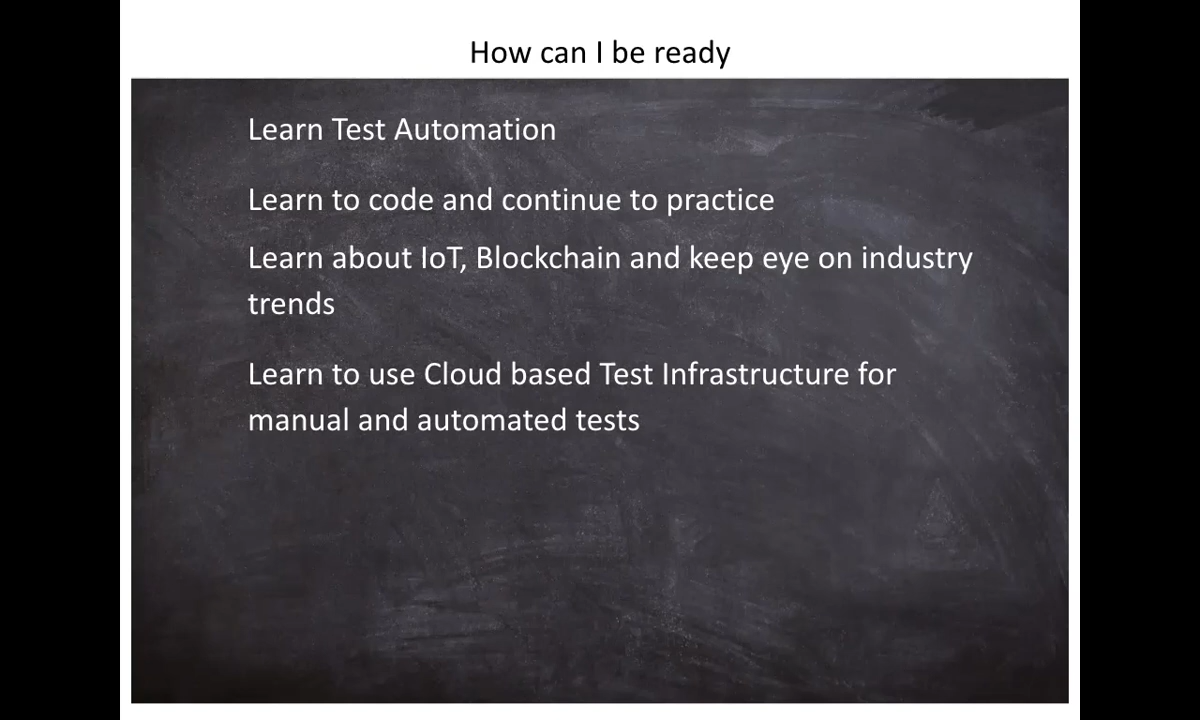 How can I be ready
Learn Test Automation
Learn to code and continue to practice
Learn about IoT, Blockchain and keep eye on industry
trends
Learn to use Cloud based Test Infrastructure for
manual and automated tests